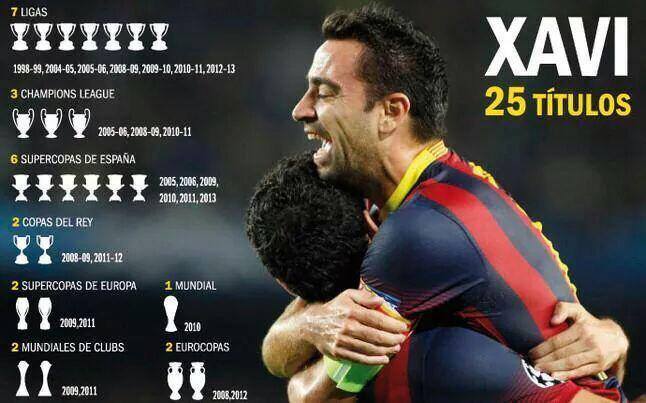 7 LIGAS
1998-99, 2004-05, 2005-06, 2008-09, 2009-10, 2010-11, 2012-13
3 CHAMPIONS LEAGUE
2005-06, 2008-09, 2010-11
6 SUPERCOPAS DE ESPAÑA
2005, 2006, 2009,
2010, 2011, 2013
2 COPAS DEL REY
2008-09, 2011-12
2 SUPERCOPAS DE EUROPA
2009, 2011
1 MUNDIAL
2010
2 MUNDIALES DE CLUBS
2009, 2011
2 EUROCOPAS
2008, 2012
XAVI
25 TÍTULOS